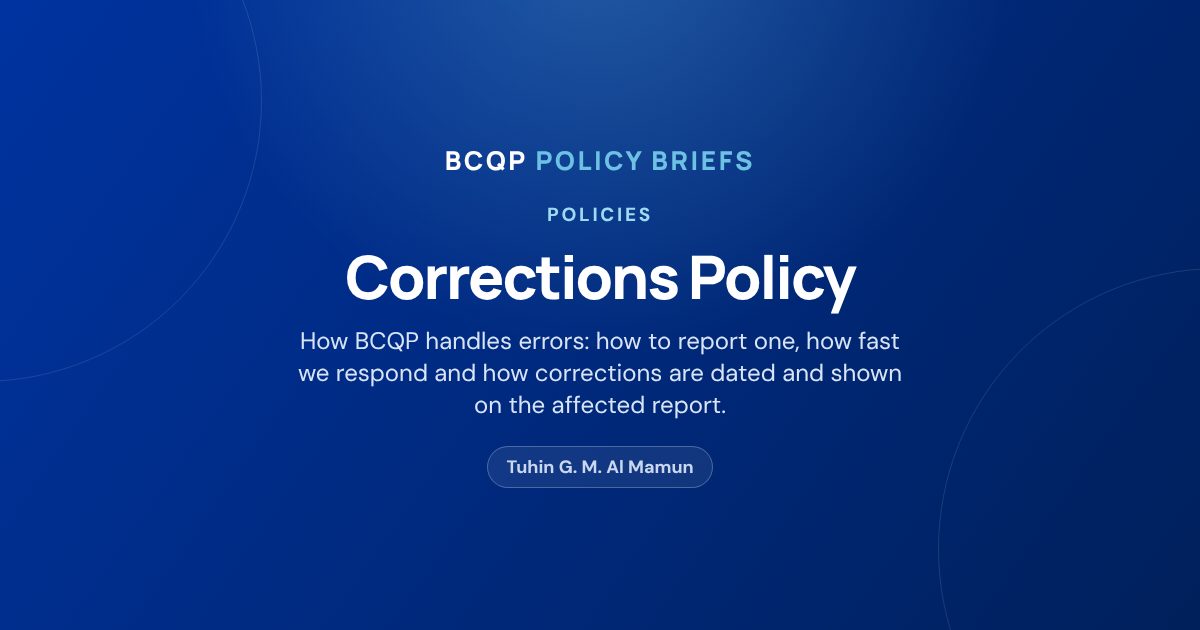 BCQP POLICY BRIEFS
POLICIES
Corrections Policy
How BCQP handles errors: how to report one, how fast
we respond and how corrections are dated and shown
on the affected report.
Tuhin G. M. Al Mamun